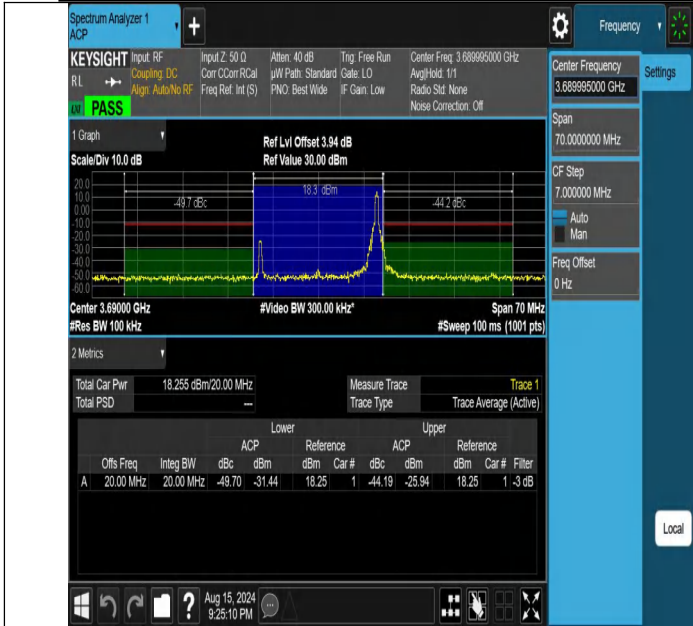 Spectrum Analyzer 1
ACP
+
Frequency
KEYSIGHT
RL
PASS
Input: RF
Coupling: DC
Align: Auto/No RF
Input Z: 50 Ω
Corr CCorr RCal
Freq Ref: Int (S)
Atten: 40 dB
µW Path: Standard
PNO: Best Wide
Trig: Free Run
Gate: LO
IF Gain: Low
Center Freq: 3.689995000 GHz
Avg|Hold: 1/1
Radio Std: None
Noise Correction: Off
Center Frequency
3.689995000 GHz
Settings
Span
70.0000000 MHz
CF Step
7.000000 MHz
Auto
Man
Freq Offset
0 Hz
1 Graph
Scale/Div 10.0 dB
Ref Lvl Offset 3.94 dB
Ref Value 30.00 dBm
20.0
10.0
0.00
-10.0
-20.0
-30.0
-40.0
-50.0
-60.0
-49.7 dBc
18.3 dBm
-44.2 dBc
Center 3.69000 GHz
#Video BW 300.00 kHz*
Span 70 MHz
#Res BW 100 kHz
#Sweep 100 ms (1001 pts)
2 Metrics
Total Car Pwr 18.255 dBm/20.00 MHz
Total PSD ---
Measure Trace Trace 1
Trace Type Trace Average (Active)
Lower Upper
ACP Reference ACP Reference
Offs Freq Integ BW dBc dBm dBm Car # dBc dBm dBm Car # Filter
A 20.00 MHz 20.00 MHz -49.70 -31.44 18.25 1 -44.19 -25.94 18.25 1 -3 dB
Local
?
Aug 15, 2024
9:25:10 PM